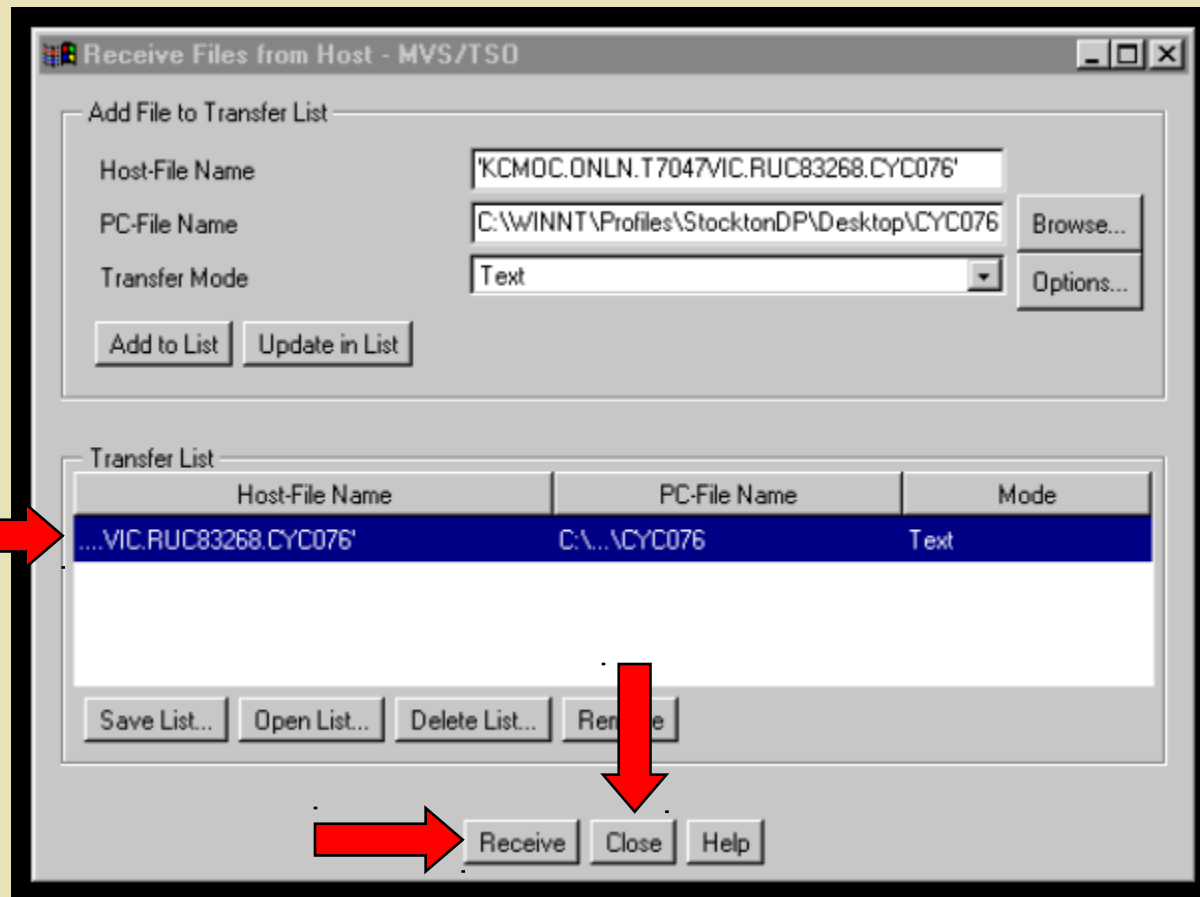 Receive Files from Host - MVS/TSO
Add File to Transfer List
Host-File Name 'KCMOC.ONLN.T7047VIC.RUC83268.CYC076'
PC-File Name C:\WINNT\Profiles\StocktonDP\Desktop\CYC076 Browse...
Transfer Mode Text Options...
Add to List Update in List
Transfer List
Host-File Name PC-File Name Mode
....VIC.RUC83268.CYC076' C:\...\CYC076 Text
Save List... Open List... Delete List...
Receive Close Help